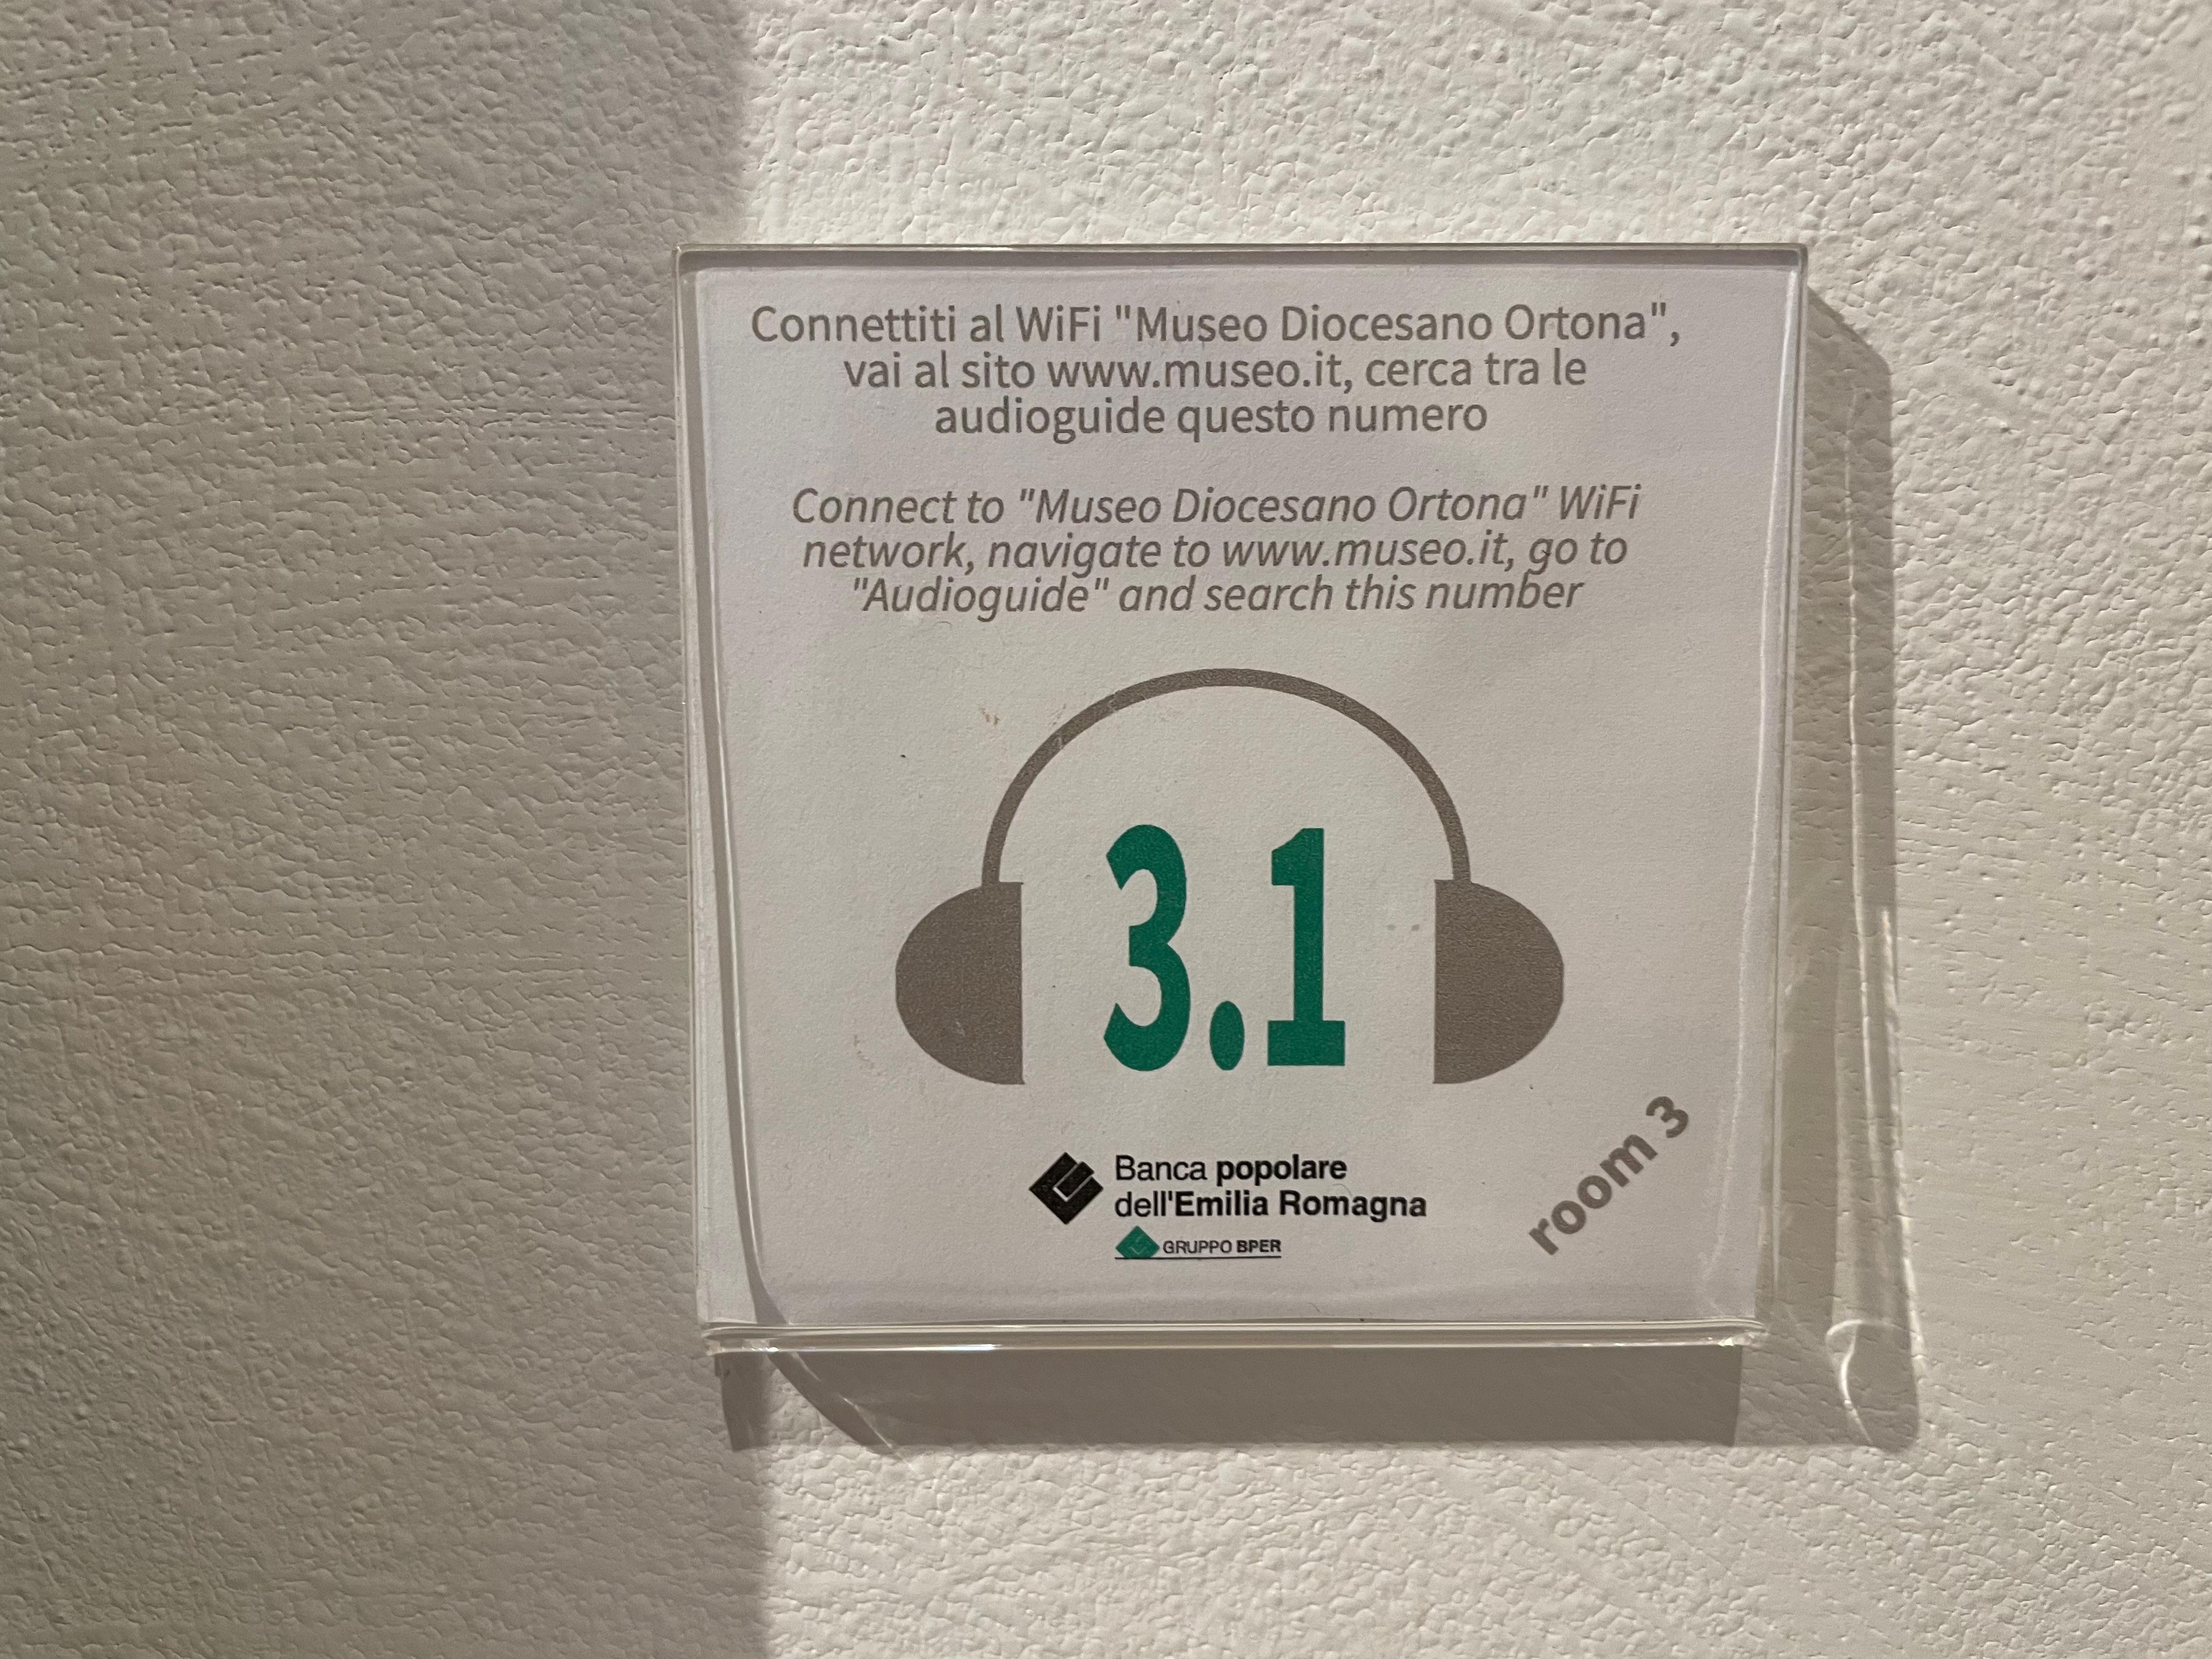 Connettiti al WiFi "Museo Diocesano Ortona",
vai al sito www.museo.it, cerca tra le
audioguide questo numero
Connect to "Museo Diocesano Ortona" WiFi
network, navigate to www.museo.it, go to
"Audioguide" and search this number
3.1
Banca popolare
dell'Emilia Romagna
GRUPPO BPER
room 3